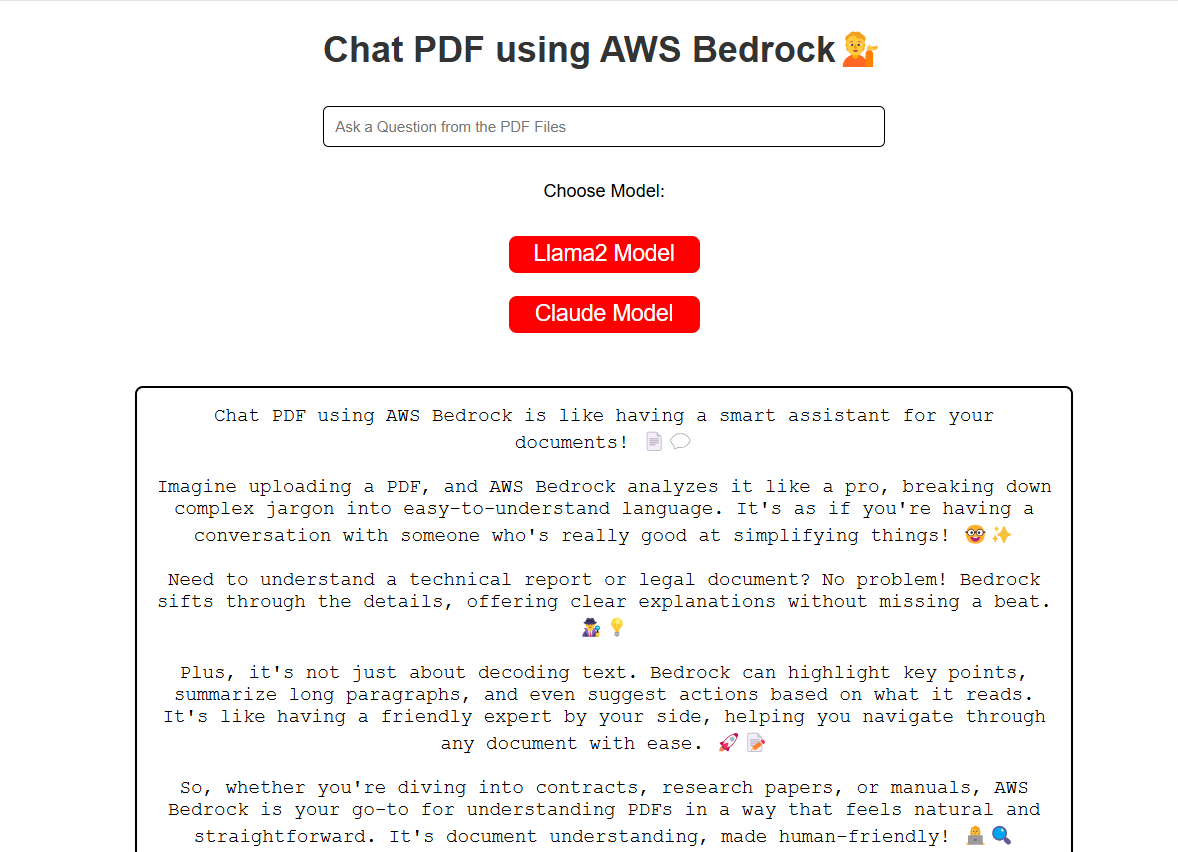 Chat PDF using AWS Bedrock💁
Ask a Question from the PDF Files
Choose Model:
Llama2 Model
Claude Model
Chat PDF using AWS Bedrock is like having a smart assistant for your
documents! 📄💬
Imagine uploading a PDF, and AWS Bedrock analyzes it like a pro, breaking down
complex jargon into easy-to-understand language. It's as if you're having a
conversation with someone who's really good at simplifying things! 🤓✨
Need to understand a technical report or legal document? No problem! Bedrock
sifts through the details, offering clear explanations without missing a beat.
🕵️💡
Plus, it's not just about decoding text. Bedrock can highlight key points,
summarize long paragraphs, and even suggest actions based on what it reads.
It's like having a friendly expert by your side, helping you navigate through
any document with ease. 🚀📝
So, whether you're diving into contracts, research papers, or manuals, AWS
Bedrock is your go-to for understanding PDFs in a way that feels natural and
straightforward. It's document understanding, made human-friendly! 🧑‍💻🔍